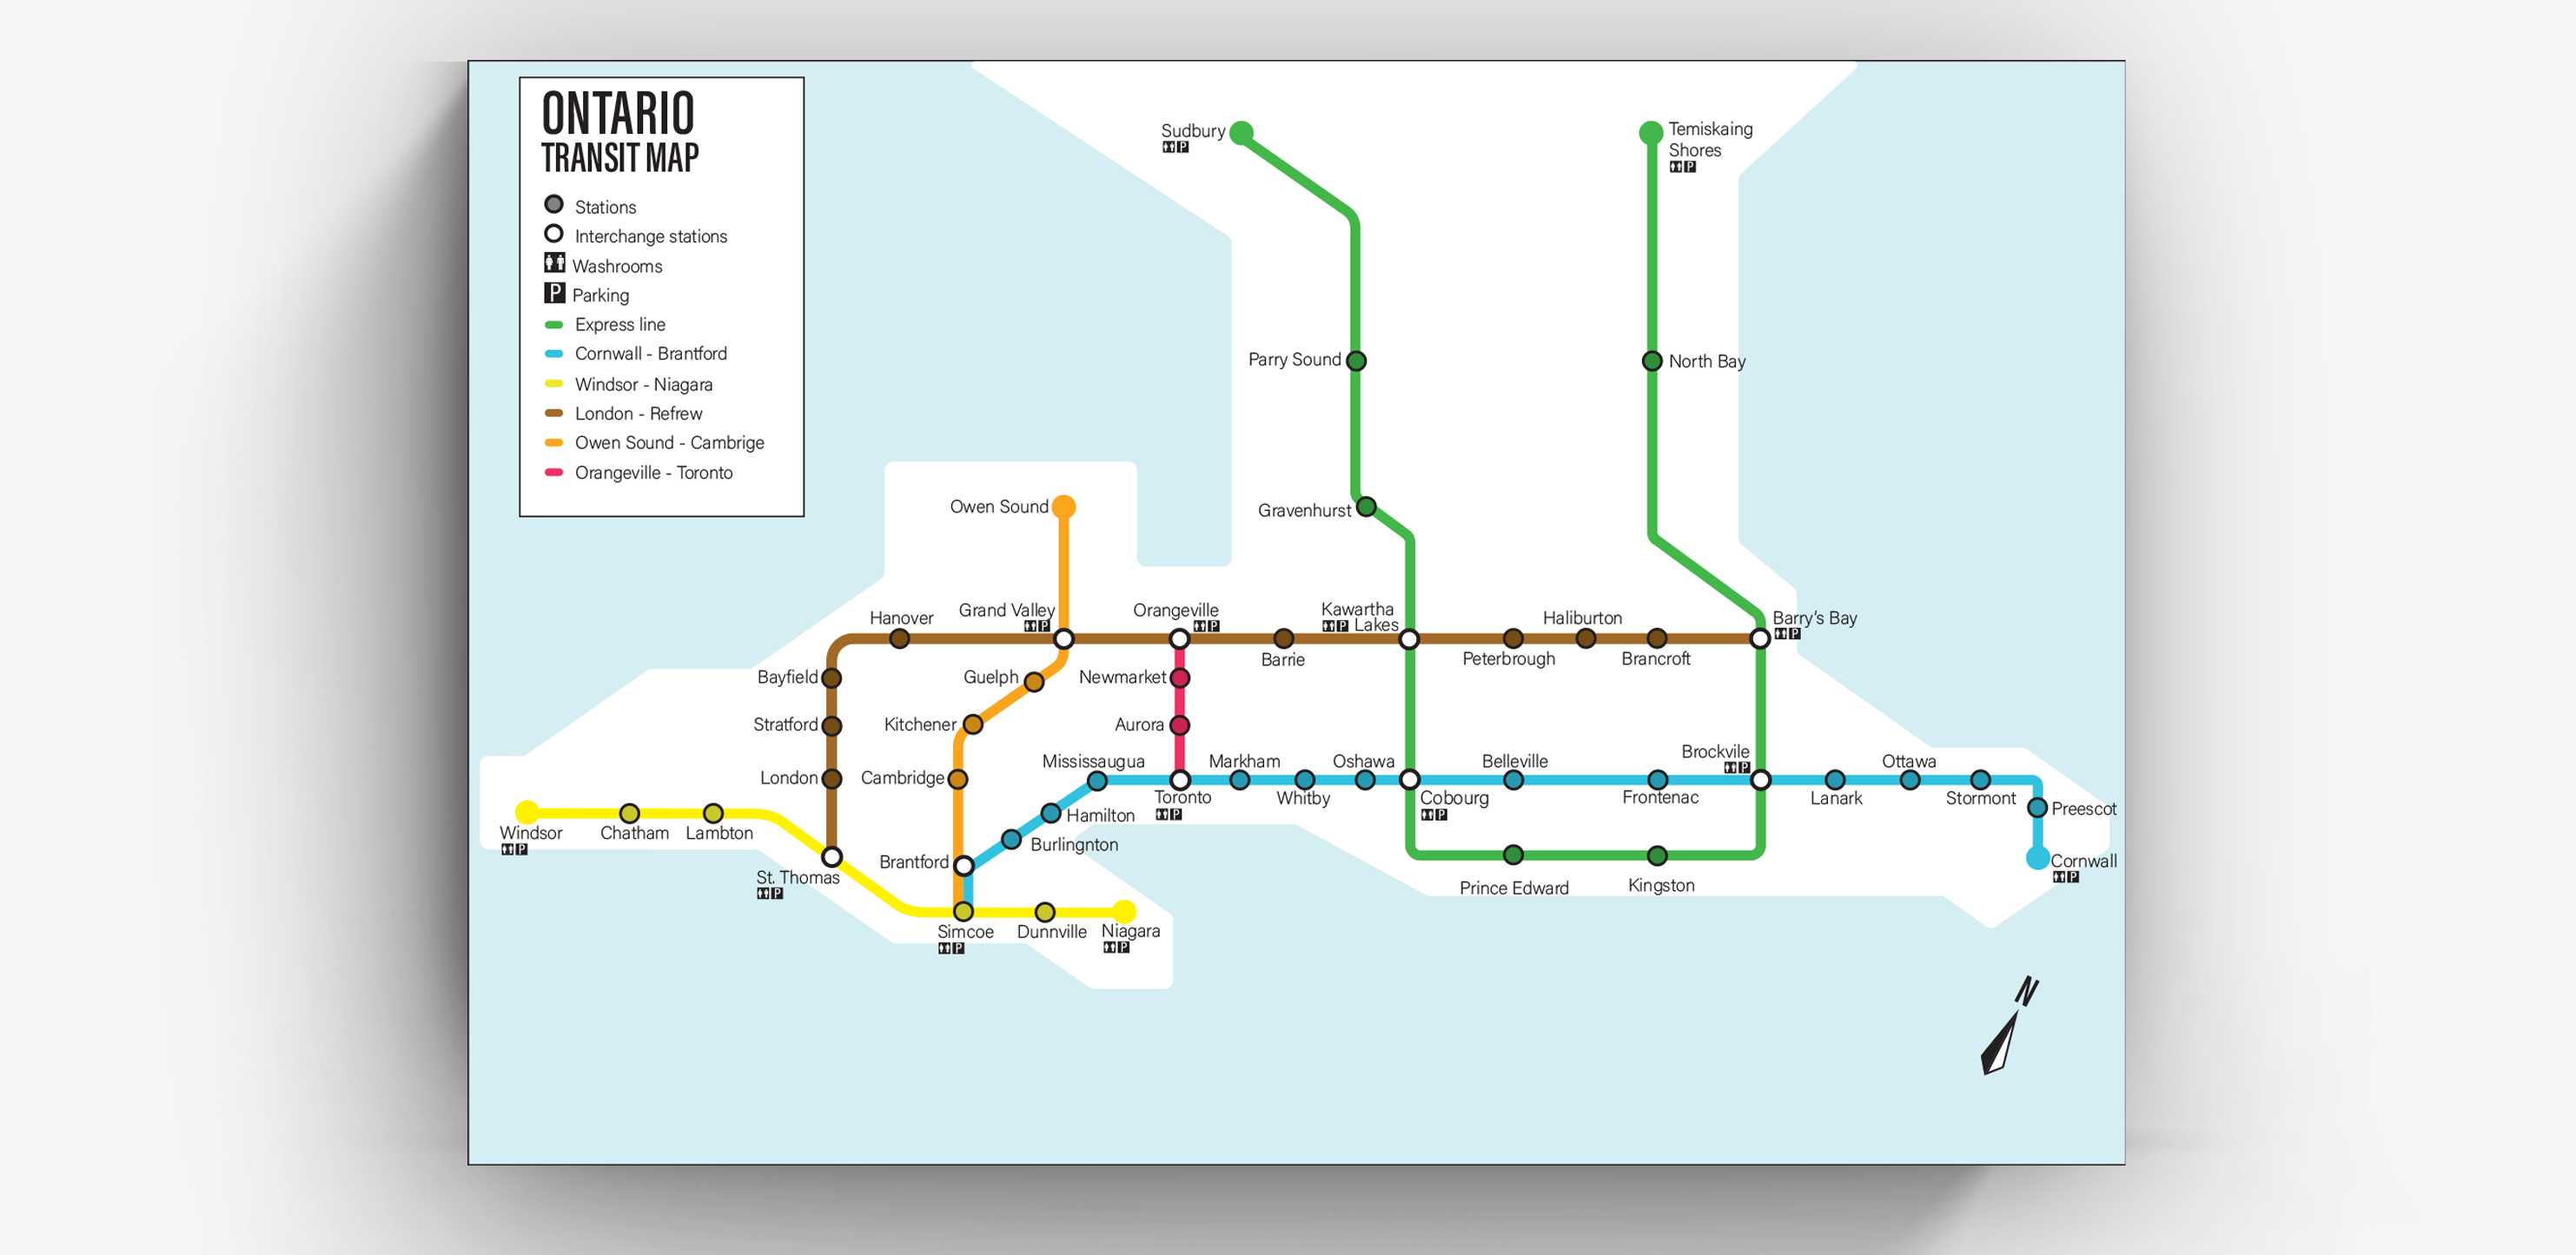 ONTARIO
TRANSIT MAP
Stations
Interchange stations
Washrooms
P Parking
Express line
Cornwall - Brantford
Windsor - Niagara
London - Refrew
Owen Sound - Cambrige
Orangeville - Toronto
Sudbury
P
Temiskaing
Shores
P
Parry Sound
North Bay
Owen Sound
Gravenhurst
Hanover
Grand Valley
P
Orangeville
P
Kawartha
P Lakes
Haliburton
Barry's Bay
P
Barrie
Peterbrough
Brancroft
Bayfield
Guelph
Newmarket
Stratford
Kitchener
Aurora
London
Cambridge
Mississaugua
Markham
Oshawa
Belleville
Brockvile
P
Ottawa
Toronto
P
Whitby
Cobourg
P
Frontenac
Lanark
Stormont
Preescot
Windsor
P
Chatham
Lambton
Hamilton
Burlingnton
Brantford
St. Thomas
P
Cornwall
P
Prince Edward
Kingston
Simcoe
P
Dunnville
Niagara
P
N